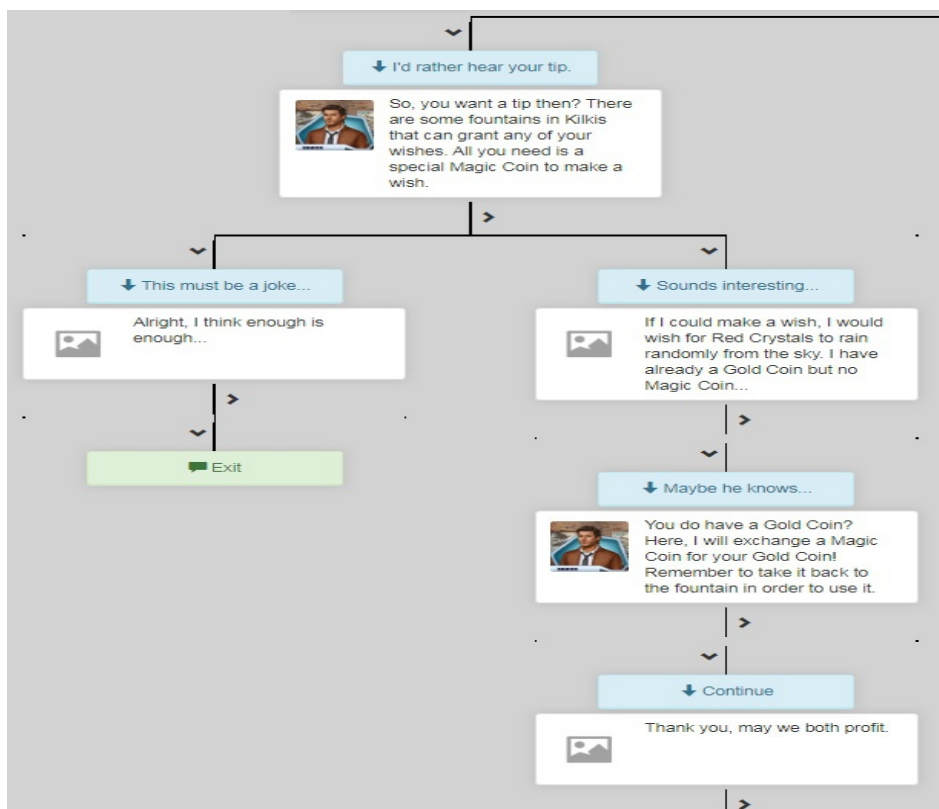 I'd rather hear your tip.
So, you want a tip then? There
are some fountains in Kilkis
that can grant any of your
wishes. All you need is a
special Magic Coin to make a
wish.
This must be a joke...
Alright, I think enough is
enough...
Exit
Sounds interesting...
If I could make a wish, I would
wish for Red Crystals to rain
randomly from the sky. I have
already a Gold Coin but no
Magic Coin...
Maybe he knows...
You do have a Gold Coin?
Here, I will exchange a Magic
Coin for your Gold Coin!
Remember to take it back to
the fountain in order to use it.
Continue
Thank you, may we both profit.